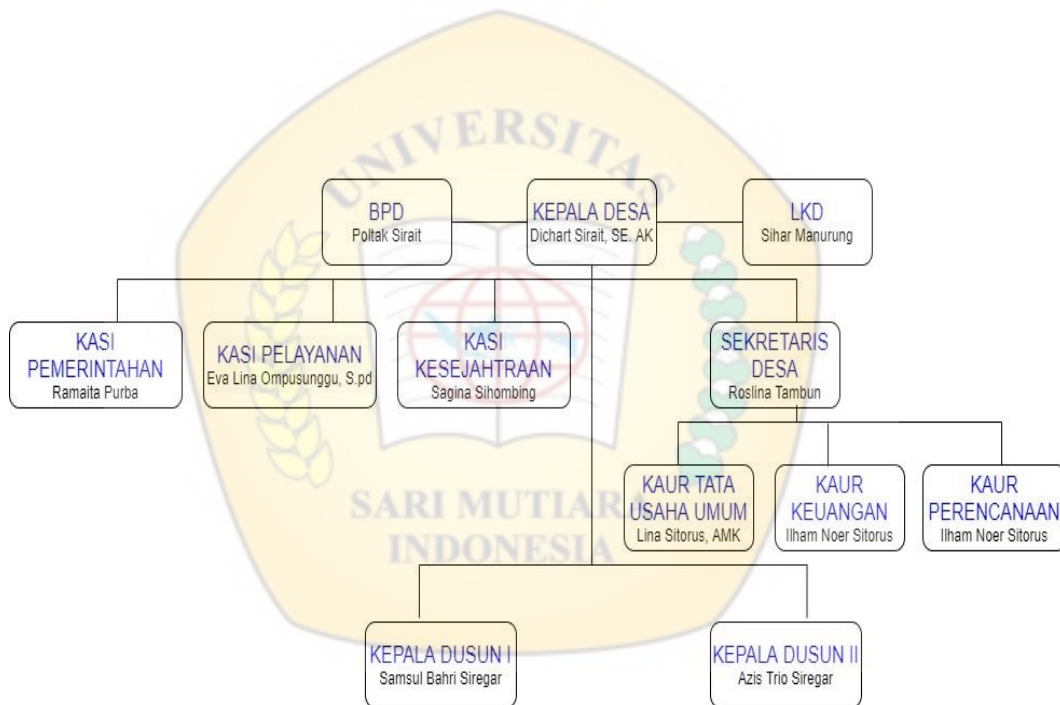 UNIVERSITAS
BPD
Poltak Sirait
KEPALA DESA
Dichart Sirait, SE. AK
LKD
Sihar Manurung
KASI
PEMERINTAHAN
Ramaita Purba
KASI PELAYANAN
Eva Lina Ompusunggu, S.pd
KASI
KESEJAHTRAAN
Sagina Sihombing
SEKRETARIS
DESA
Roslina Tambun
KAUR TATA
USAHA UMUM
Lina Sitorus, AMK
KAUR
KEUANGAN
Ilham Noer Sitorus
KAUR
PERENCANAAN
Ilham Noer Sitorus
SARI MUTIARA
INDONESIA
KEPALA DUSUN I
Samsul Bahri Siregar
KEPALA DUSUN II
Azis Trio Siregar